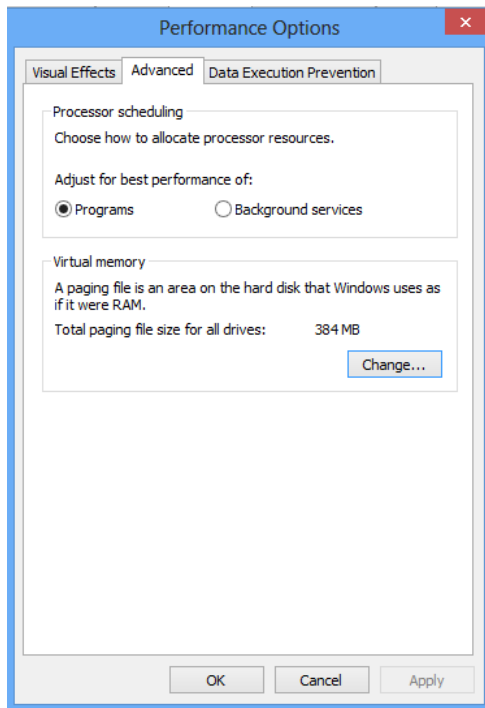 Performance Options
Visual Effects Advanced Data Execution Prevention
Processor scheduling
Choose how to allocate processor resources.
Adjust for best performance of:
Programs Background services
Virtual memory
A paging file is an area on the hard disk that Windows uses as
if it were RAM.
Total paging file size for all drives: 384 MB
Change...
OK Cancel Apply